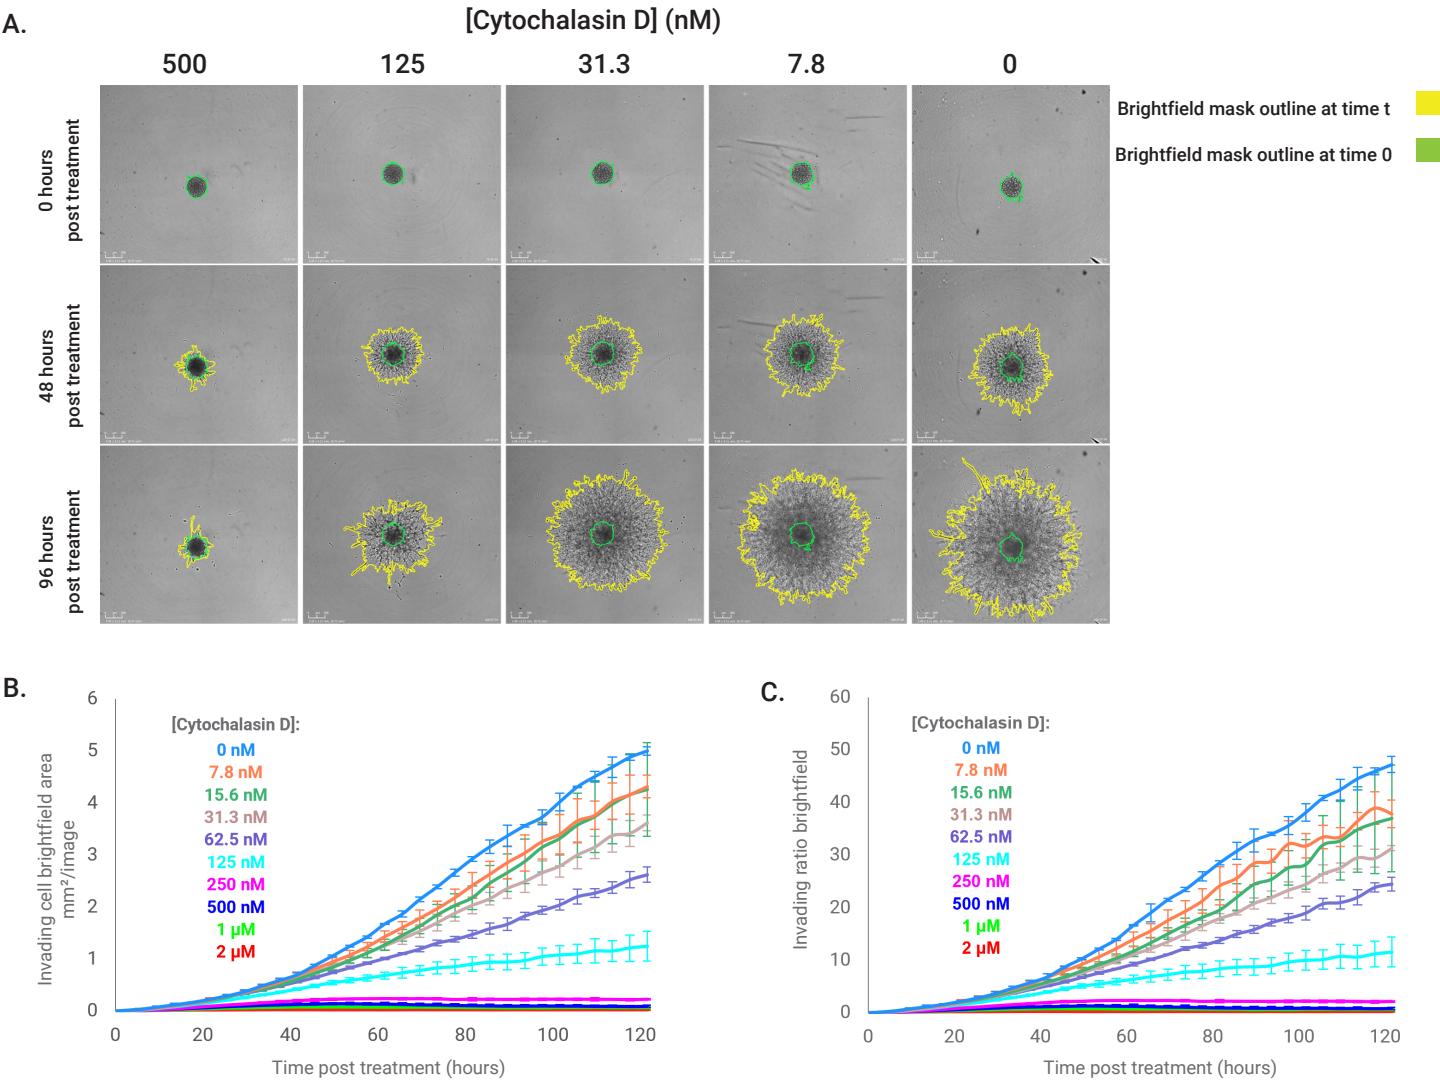 A.
[Cytochalasin D] (nM)
500 125 31.3 7.8 0
0 hours
post treatment
48 hours
post treatment
96 hours
post treatment
Brightfield mask outline at time t
Brightfield mask outline at time 0
B.
Invading cell brightfield area
mm²/image
6
5
4
3
2
1
0
[Cytochalasin D]:
0 nM
7.8 nM
15.6 nM
31.3 nM
62.5 nM
125 nM
250 nM
500 nM
1 µM
2 µM
0 20 40 60 80 100 120
Time post treatment (hours)
C.
Invading ratio brightfield
60
50
40
30
20
10
0
[Cytochalasin D]:
0 nM
7.8 nM
15.6 nM
31.3 nM
62.5 nM
125 nM
250 nM
500 nM
1 µM
2 µM
0 20 40 60 80 100 120
Time post treatment (hours)